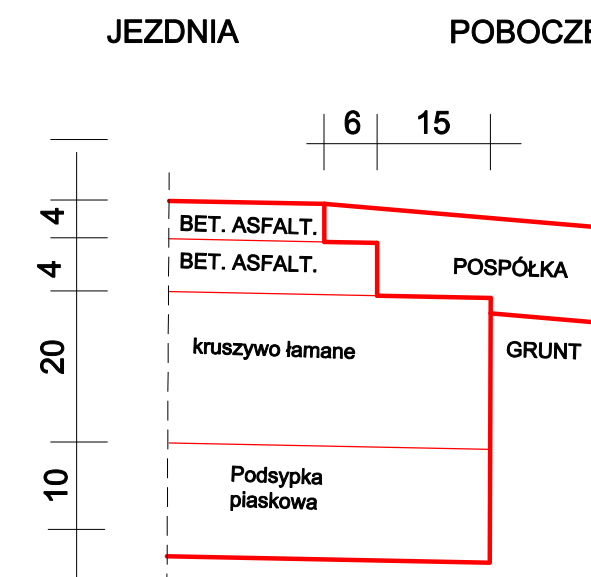 JEZDNIA POBOCZE
6 15
4
BET. ASFALT.
4
BET. ASFALT.
POSPÓŁKA
20
kruszywo łamane
GRUNT
10
Podsypka
piaskowa